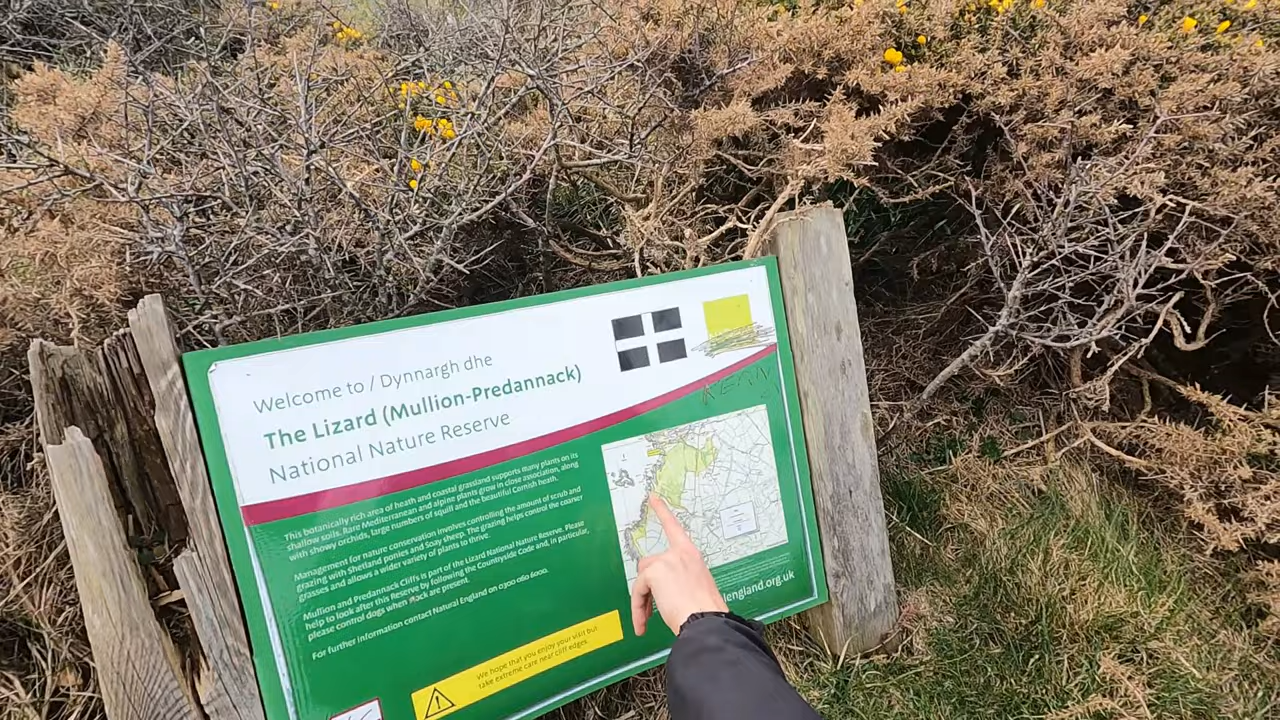 Welcome to / Dynnargh dhe
The Lizard (Mullion-Predannack)
National Nature Reserve
KERN
This botanically rich area of heath and coastal grassland supports many plants on its
shallow soils. Rare Mediterranean and alpine plants grow in close association, along
with showy orchids, large numbers of squill and the beautiful Cornish heath.
Management for nature conservation involves controlling the amount of scrub and
grazing with Shetland ponies and Soay sheep. The grazing helps control the coarser
grasses and allows a wider variety of plants to thrive.
Mullion and Predannack Cliffs is part of the Lizard National Nature Reserve. Please
help to look after this Reserve by following the Countryside Code and, in particular,
please control dogs when stock are present.
For further information contact Natural England on 0300 060 6000.
lengland.org.uk
We hope that you enjoy your visit but
take extreme care near cliff edges